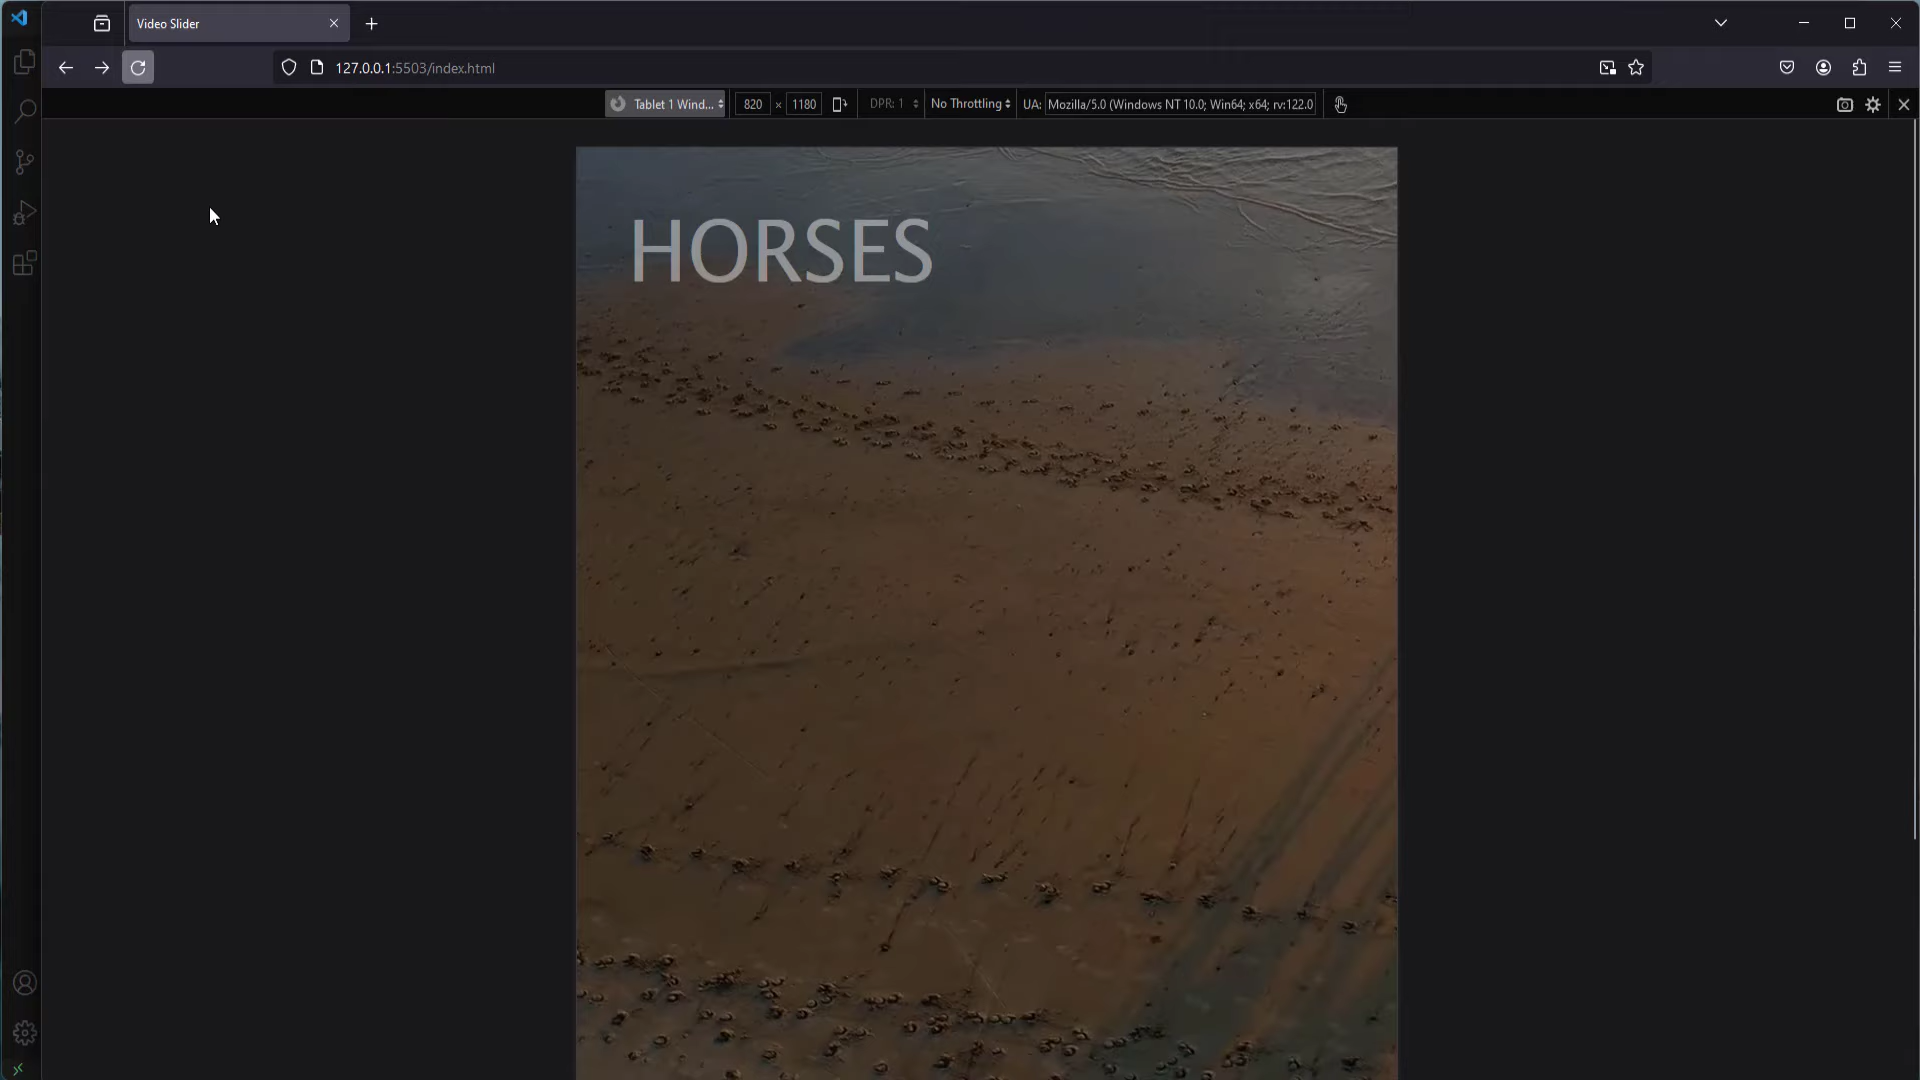 Video Slider
127.0.0.1:5503/index.html
Tablet 1 Wind... 820 × 1180 DPR: 1 No Throttling UA: Mozilla/5.0 (Windows NT 10.0; Win64; x64; rv:122.0
HORSES